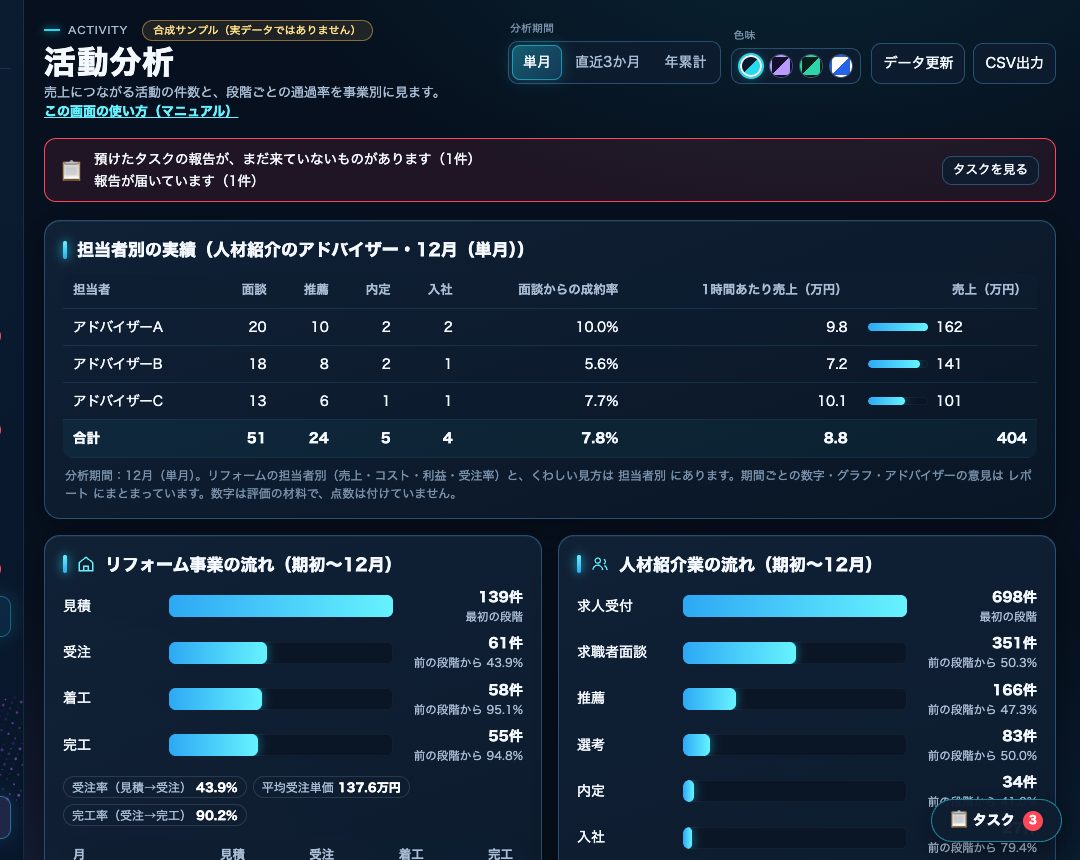 ACTIVITY 合成サンプル（実データではありません）
活動分析
売上につながる活動の件数と、段階ごとの通過率を事業別に見ます。
この画面の使い方（マニュアル）
分析期間
単月 直近3か月 年累計
色味
データ更新 CSV出力
預けたタスクの報告が、まだ来ていないものがあります（1件）
報告が届いています（1件）
タスクを見る
担当者別の実績（人材紹介のアドバイザー・12月（単月））
担当者 面談 推薦 内定 入社 面談からの成約率 1時間あたり売上（万円） 売上（万円）
アドバイザーA 20 10 2 2 10.0% 9.8 162
アドバイザーB 18 8 2 1 5.6% 7.2 141
アドバイザーC 13 6 1 1 7.7% 10.1 101
合計 51 24 5 4 7.8% 8.8 404
分析期間：12月（単月）。リフォームの担当者別（売上・コスト・利益・受注率）と、くわしい見方は 担当者別 にあります。期間ごとの数字・グラフ・アドバイザーの意見は レポ
ート にまとまっています。数字は評価の材料で、点数は付けていません。
リフォーム事業の流れ（期初〜12月）
見積 139件
最初の段階
受注 61件
前の段階から 43.9%
着工 58件
前の段階から 95.1%
完工 55件
前の段階から 94.8%
受注率（見積→受注） 43.9% 平均受注単価 137.6万円
完工率（受注→完工） 90.2%
月 見積 受注 着工 完工
人材紹介業の流れ（期初〜12月）
求人受付 698件
最初の段階
求職者面談 351件
前の段階から 50.3%
推薦 166件
前の段階から 47.3%
選考 83件
前の段階から 50.0%
内定 34件
入社
前の段階から 79.4%
タスク 3